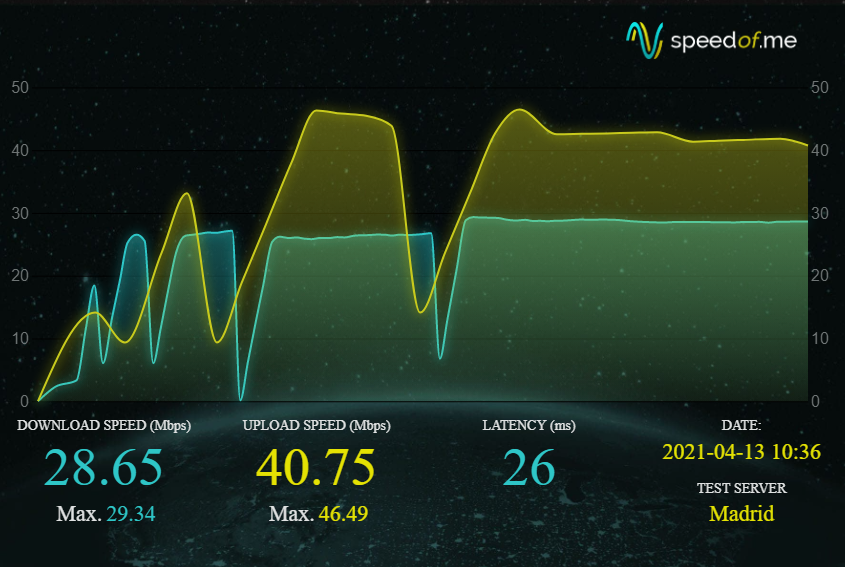 speedof.me
50 50
40 40
30 30
20 20
10 10
0 0
DOWNLOAD SPEED (Mbps) UPLOAD SPEED (Mbps) LATENCY (ms) DATE:
2021-04-13 10:36
28.65 40.75 26
TEST SERVER
Max. 29.34 Max. 46.49 Madrid